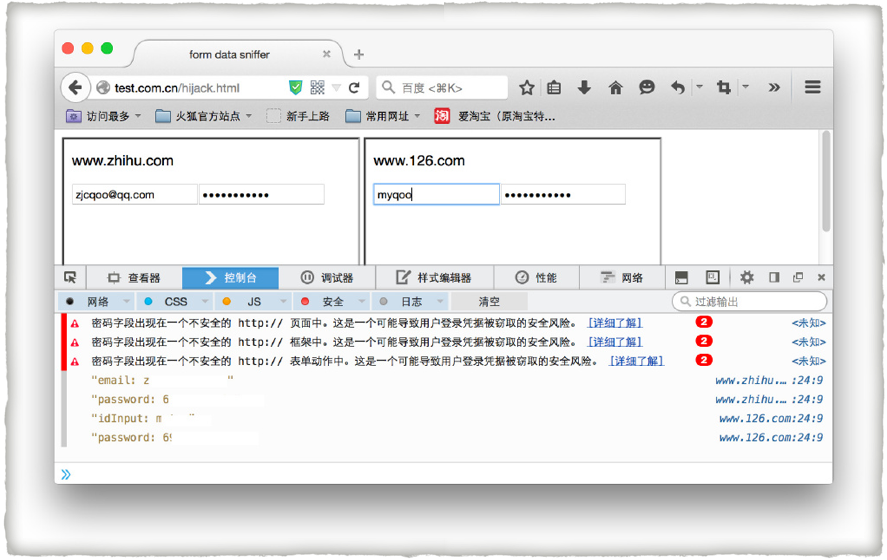 form data sniffer
test.com.cn/hijack.html
百度 <⌘K>
访问最多
火狐官方站点
新手上路
常用网址
淘
爱淘宝（原淘宝特…
www.zhihu.com
www.126.com
zjcqoo@qq.com
•••••••••••
myqoo
•••••••••••
查看器
控制台
调试器
样式编辑器
性能
网络
网络
CSS
JS
安全
日志
清空
过滤输出
密码字段出现在一个不安全的 http:// 页面中。这是一个可能导致用户登录凭据被窃取的安全风险。 [详细了解] 2 <未知>
密码字段出现在一个不安全的 http:// 框架中。这是一个可能导致用户登录凭据被窃取的安全风险。 [详细了解] 2 <未知>
密码字段出现在一个不安全的 http:// 表单动作中。这是一个可能导致用户登录凭据被窃取的安全风险。 [详细了解] 2 <未知>
"email: z " www.zhihu.… :24:9
"password: 6 www.zhihu.… :24:9
"idInput: m www.126.com:24:9
"password: 69 www.126.com:24:9